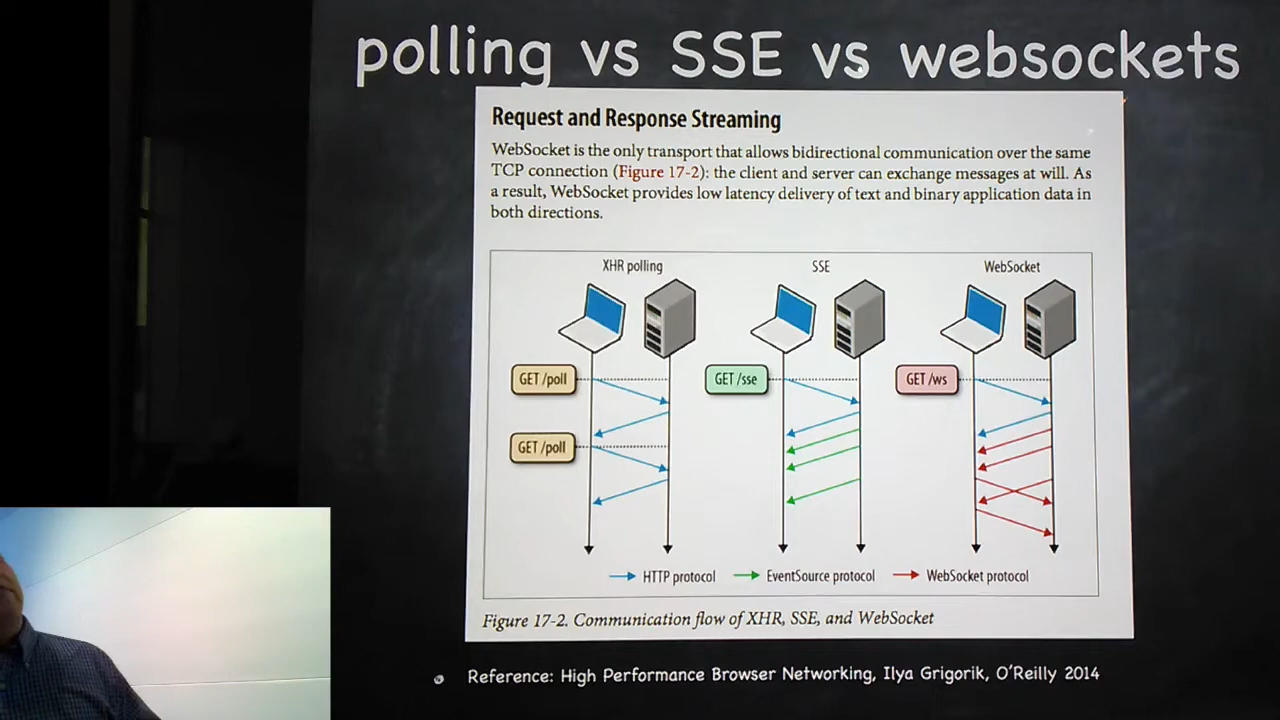 polling vs SSE vs websockets
Request and Response Streaming
WebSocket is the only transport that allows bidirectional communication over the same
TCP connection (Figure 17-2): the client and server can exchange messages at will. As
a result, WebSocket provides low latency delivery of text and binary application data in
both directions.
XHR polling SSE WebSocket
GET /poll GET /sse GET /ws
GET /poll
HTTP protocol EventSource protocol WebSocket protocol
Figure 17-2. Communication flow of XHR, SSE, and WebSocket
Reference: High Performance Browser Networking, Ilya Grigorik, O'Reilly 2014